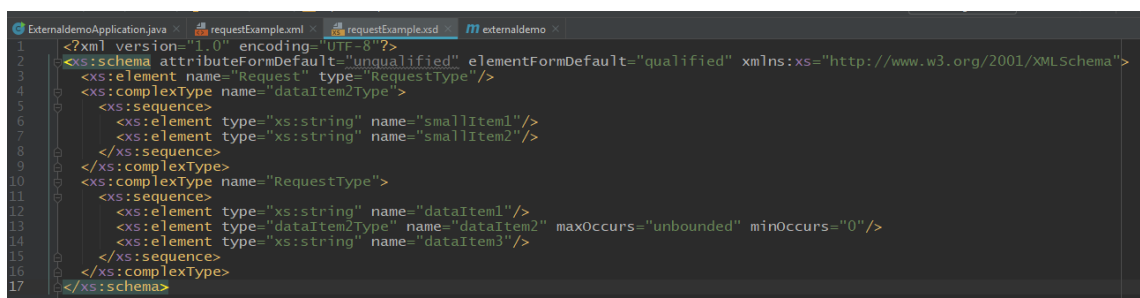 ExternaldemoApplication.java × requestExample.xml × requestExample.xsd × m externaldemo ×
1 <?xml version="1.0" encoding="UTF-8"?>
2 <xs:schema attributeFormDefault="unqualified" elementFormDefault="qualified" xmlns:xs="http://www.w3.org/2001/XMLSchema">
3 <xs:element name="Request" type="RequestType"/>
4 <xs:complexType name="dataItem2Type">
5 <xs:sequence>
6 <xs:element type="xs:string" name="smallItem1"/>
7 <xs:element type="xs:string" name="smallItem2"/>
8 </xs:sequence>
9 </xs:complexType>
10 <xs:complexType name="RequestType">
11 <xs:sequence>
12 <xs:element type="xs:string" name="dataItem1"/>
13 <xs:element type="dataItem2Type" name="dataItem2" maxOccurs="unbounded" minOccurs="0"/>
14 <xs:element type="xs:string" name="dataItem3"/>
15 </xs:sequence>
16 </xs:complexType>
17 </xs:schema>